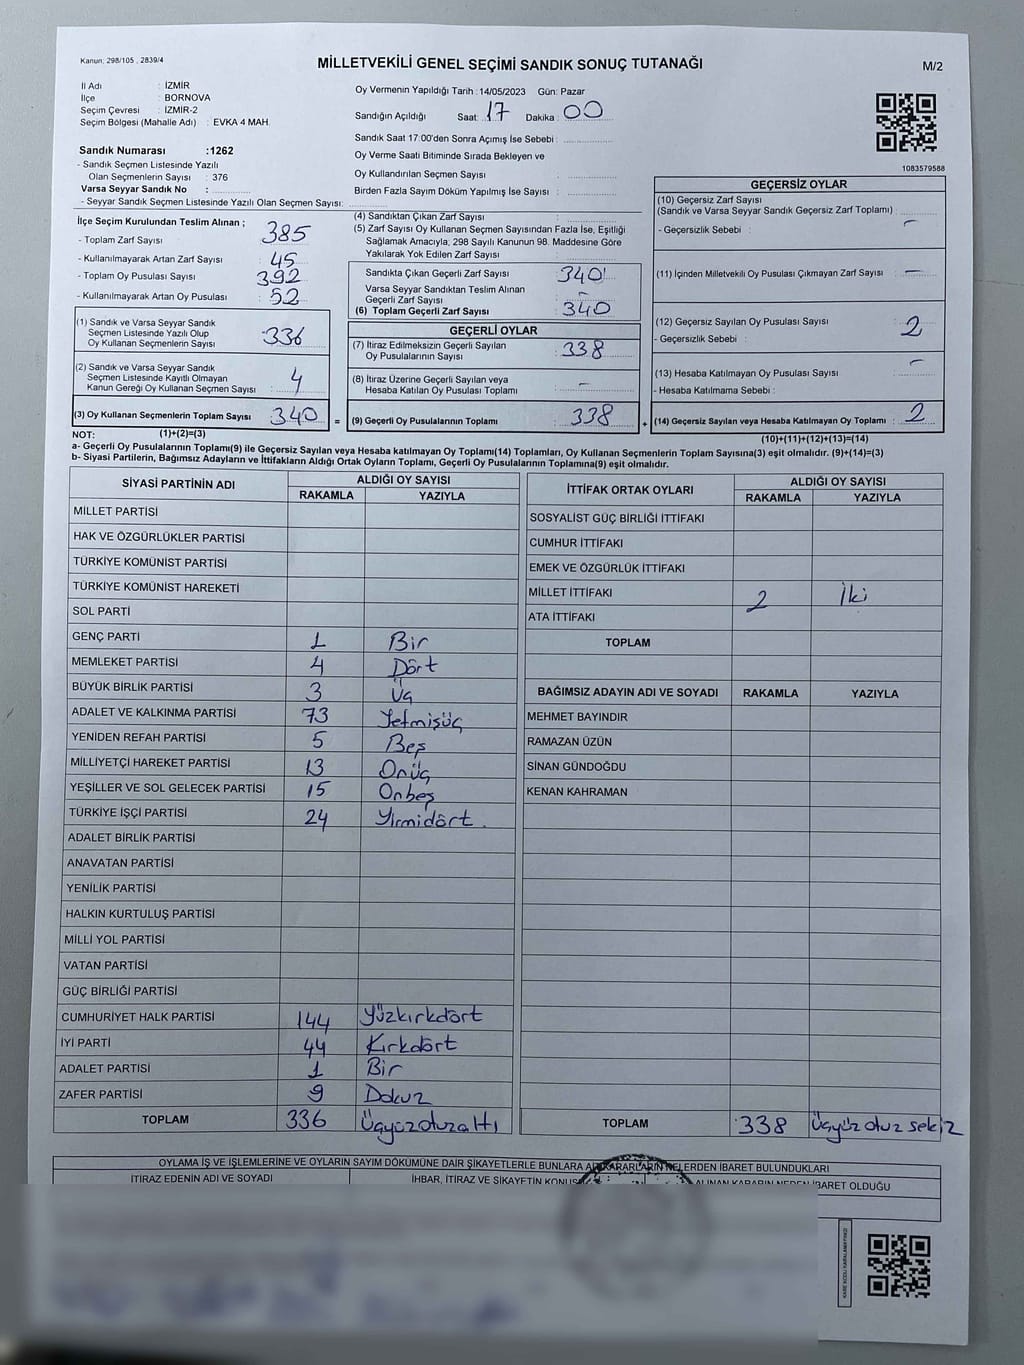 Kanun: 298/105 , 2839/4
MİLLETVEKİLİ GENEL SEÇİMİ SANDIK SONUÇ TUTANAĞI
M/2
İl Adı : İZMİR
İlçe : BORNOVA
Seçim Çevresi : İZMİR-2
Seçim Bölgesi (Mahalle Adı) : EVKA 4 MAH.
Oy Vermenin Yapıldığı Tarih : 14/05/2023 Gün: Pazar
Sandığın Açıldığı Saat: 17 Dakika : 00
Sandık Saat 17:00'den Sonra Açımış İse Sebebi :
Oy Verme Saati Bitiminde Sırada Bekleyen ve
Oy Kullandırılan Seçmen Sayısı :
Birden Fazla Sayım Döküm Yapılmış İse Sayısı :
1083579588
Sandık Numarası : 1262
- Sandık Seçmen Listesinde Yazılı
Olan Seçmenlerin Sayısı : 376
Varsa Seyyar Sandık No :
- Seyyar Sandık Seçmen Listesinde Yazılı Olan Seçmen Sayısı:
İlçe Seçim Kurulundan Teslim Alınan ;
- Toplam Zarf Sayısı : 385
- Kullanılmayarak Artan Zarf Sayısı : 45
- Toplam Oy Pusulası Sayısı : 392
- Kullanılmayarak Artan Oy Pusulası : 52
(1) Sandık ve Varsa Seyyar Sandık
Seçmen Listesinde Yazılı Olup
Oy Kullanan Seçmenlerin Sayısı : 336
(2) Sandık ve Varsa Seyyar Sandık
Seçmen Listesinde Kayıtlı Olmayan
Kanun Gereği Oy Kullanan Seçmen Sayısı : 4
(3) Oy Kullanan Seçmenlerin Toplam Sayısı : 340 =
(1)+(2)=(3)
(4) Sandıktan Çıkan Zarf Sayısı :
(5) Zarf Sayısı Oy Kullanan Seçmen Sayısından Fazla İse, Eşitliği
Sağlamak Amacıyla, 298 Sayılı Kanunun 98. Maddesine Göre
Yakılarak Yok Edilen Zarf Sayısı :
Sandıkta Çıkan Geçerli Zarf Sayısı : 340
Varsa Seyyar Sandıktan Teslim Alınan
Geçerli Zarf Sayısı : -
(6) Toplam Geçerli Zarf Sayısı : 340
GEÇERLİ OYLAR
(7) İtiraz Edilmeksizin Geçerli Sayılan
Oy Pusulalarının Sayısı : 338
(8) İtiraz Üzerine Geçerli Sayılan veya
Hesaba Katılan Oy Pusulası Toplamı : -
(9) Geçerli Oy Pusulalarının Toplamı : 338 +
GEÇERSİZ OYLAR
(10) Geçersiz Zarf Sayısı
(Sandık ve Varsa Seyyar Sandık Geçersiz Zarf Toplamı) : -
- Geçersizlik Sebebi :
(11) İçinden Milletvekili Oy Pusulası Çıkmayan Zarf Sayısı : -
(12) Geçersiz Sayılan Oy Pusulası Sayısı : 2
- Geçersizlik Sebebi :
(13) Hesaba Katılmayan Oy Pusulası Sayısı : -
- Hesaba Katılmama Sebebi :
(14) Geçersiz Sayılan veya Hesaba Katılmayan Oy Toplamı : 2
(10)+(11)+(12)+(13)=(14)
NOT:
a- Geçerli Oy Pusulalarının Toplamı(9) ile Geçersiz Sayılan veya Hesaba katılmayan Oy Toplamı(14) Toplamları, Oy Kullanan Seçmenlerin Toplam Sayısına(3) eşit olmalıdır. (9)+(14)=(3)
b- Siyasi Partilerin, Bağımsız Adayların ve İttifakların Aldığı Ortak Oyların Toplamı, Geçerli Oy Pusulalarının Toplamına(9) eşit olmalıdır.
SİYASİ PARTİNİN ADI ALDIĞI OY SAYISI
RAKAMLA YAZIYLA
MİLLET PARTİSİ
HAK VE ÖZGÜRLÜKLER PARTİSİ
TÜRKİYE KOMÜNİST PARTİSİ
TÜRKİYE KOMÜNİST HAREKETİ
SOL PARTİ
GENÇ PARTİ 1 Bir
MEMLEKET PARTİSİ 4 Dört
BÜYÜK BİRLİK PARTİSİ 3 Üç
ADALET VE KALKINMA PARTİSİ 73 Yetmişüç
YENİDEN REFAH PARTİSİ 5 Beş
MİLLİYETÇİ HAREKET PARTİSİ 13 Onüç
YEŞİLLER VE SOL GELECEK PARTİSİ 15 Onbeş
TÜRKİYE İŞÇİ PARTİSİ 24 Yirmidört.
ADALET BİRLİK PARTİSİ
ANAVATAN PARTİSİ
YENİLİK PARTİSİ
HALKIN KURTULUŞ PARTİSİ
MİLLİ YOL PARTİSİ
VATAN PARTİSİ
GÜÇ BİRLİĞİ PARTİSİ
CUMHURİYET HALK PARTİSİ 144 Yüzkırkdört
İYİ PARTİ 44 Kırkdört
ADALET PARTİSİ 1 Bir
ZAFER PARTİSİ 9 Dokuz
TOPLAM 336 Üçyüzotuzaltı
İTTİFAK ORTAK OYLARI ALDIĞI OY SAYISI
RAKAMLA YAZIYLA
SOSYALİST GÜÇ BİRLİĞİ İTTİFAKI
CUMHUR İTTİFAKI
EMEK VE ÖZGÜRLÜK İTTİFAKI
MİLLET İTTİFAKI 2 İki
ATA İTTİFAKI
TOPLAM
BAĞIMSIZ ADAYIN ADI VE SOYADI RAKAMLA YAZIYLA
MEHMET BAYINDIR
RAMAZAN ÜZÜN
SİNAN GÜNDOĞDU
KENAN KAHRAMAN
TOPLAM 338 Üçyüz otuz sekiz
OYLAMA İŞ VE İŞLEMLERİNE VE OYLARIN SAYIM DÖKÜMÜNE DAİR ŞİKAYETLERLE BUNLARA KARARLARIN NELERDEN İBARET BULUNDUKLARI
İTİRAZ EDENİN ADI VE SOYADI
İHBAR, İTİRAZ VE ŞİKAYETİN
ALINAN KARARIN NEDEN İBARET OLDUĞU